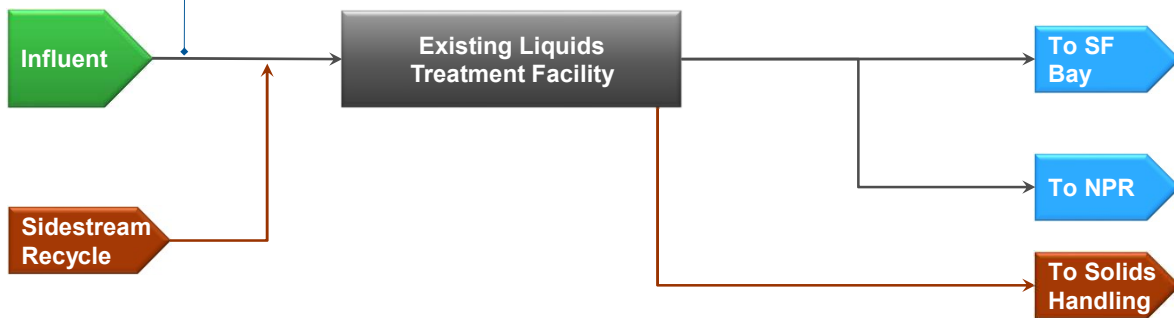 Influent
Existing Liquids
Treatment Facility
To SF
Bay
To NPR
Sidestream
Recycle
To Solids
Handling